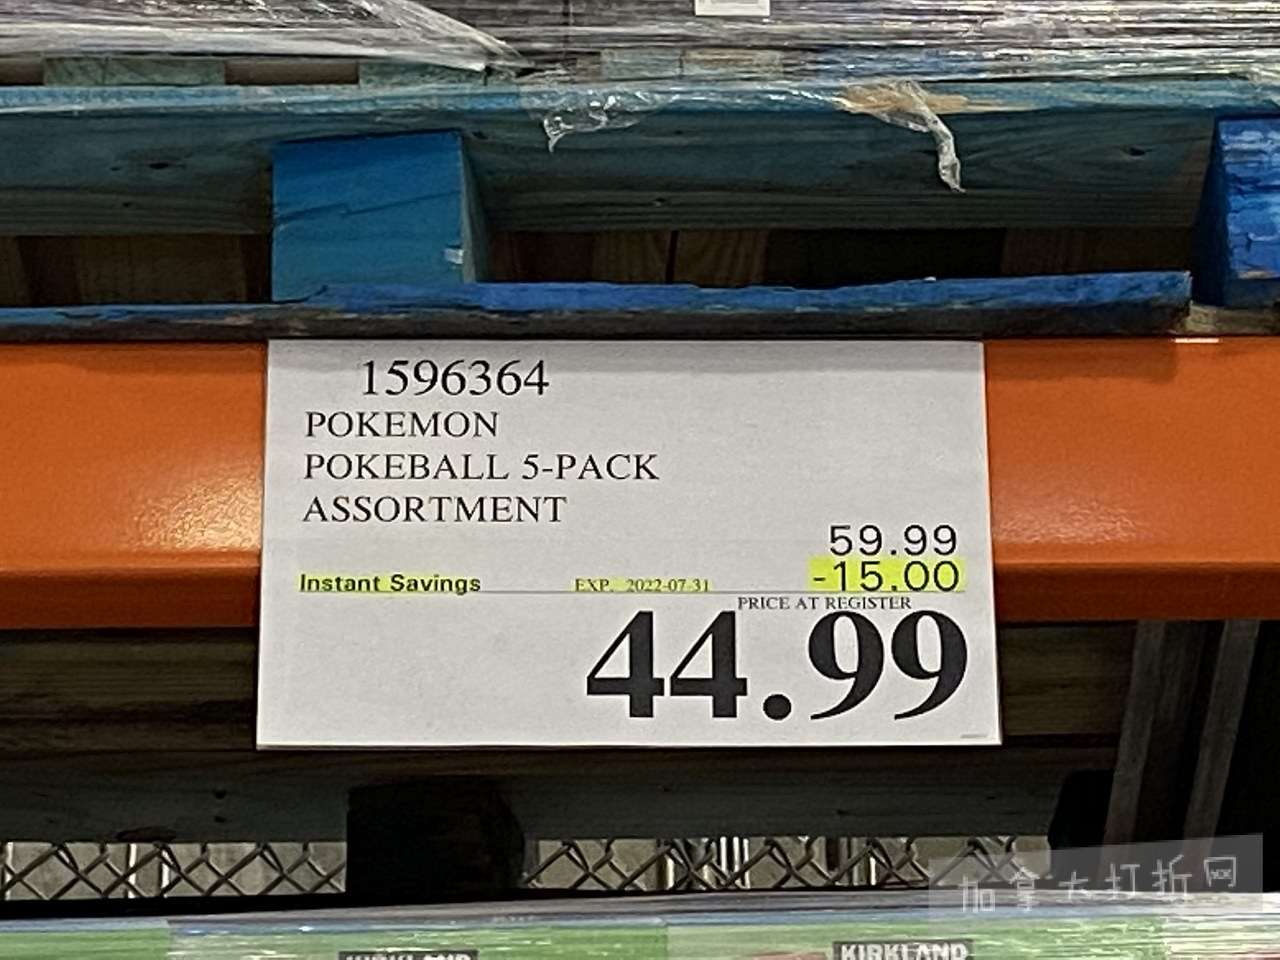 1596364
POKEMON
POKEBALL 5-PACK
ASSORTMENT
59.99
Instant Savings EXP. 2022-07-31 -15.00
PRICE AT REGISTER
44.99
加拿大打折网
KIRKLAND KIRKLAND